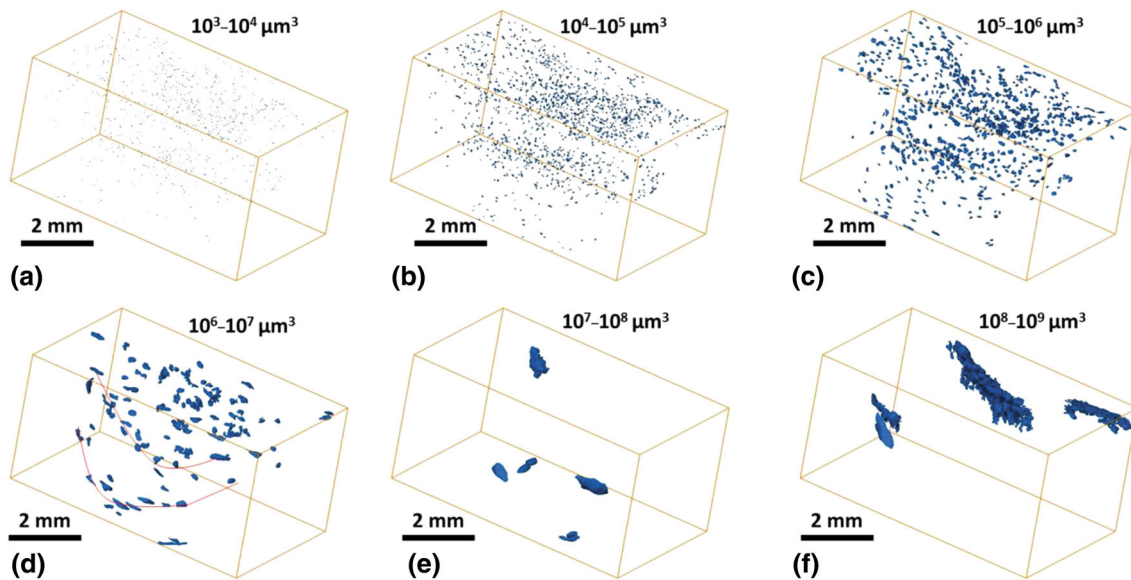 10³–10⁴ µm³
10⁴–10⁵ µm³
10⁵–10⁶ µm³
2 mm
2 mm
2 mm
(a)
(b)
(c)
10⁶–10⁷ µm³
10⁷–10⁸ µm³
10⁸–10⁹ µm³
2 mm
2 mm
2 mm
(d)
(e)
(f)